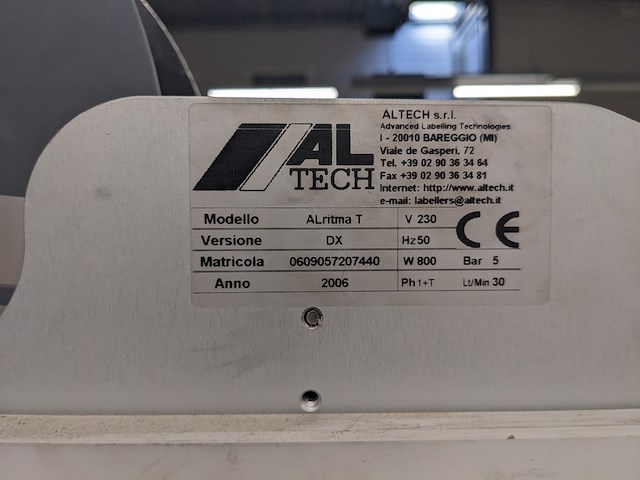 AL
TECH
ALTECH s.r.l.
Advanced Labelling Technologies
I - 20010 BAREGGIO (MI)
Viale de Gasperi, 72
Tel. +39 02 90 36 34 64
Fax +39 02 90 36 34 81
Internet: http://www.altech.it
e-mail: labellers@altech.it
Modello ALritma T V 230
Versione DX Hz 50 CE
Matricola 0609057207440 W 800 Bar 5
Anno 2006 Ph 1+T Lt/Min 30